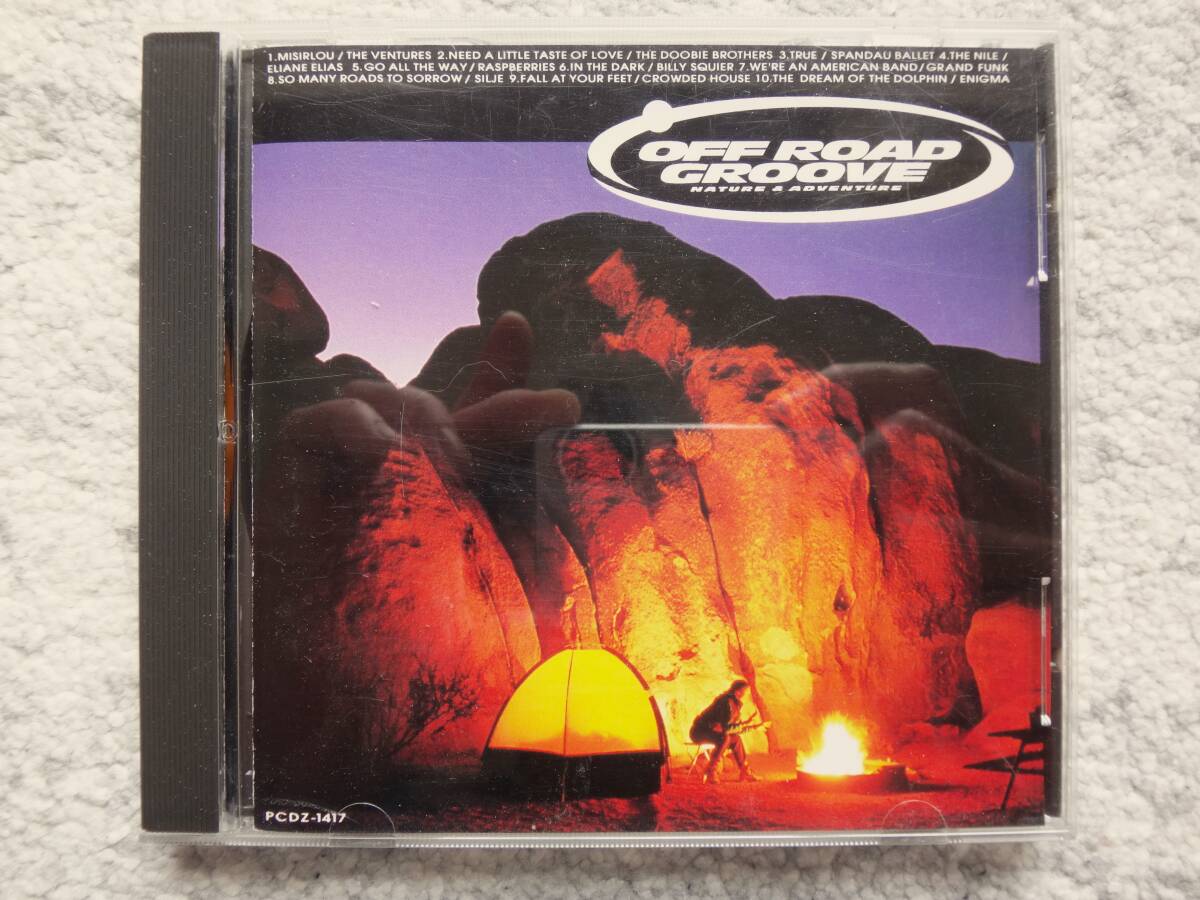 1.MISIRLOU / THE VENTURES 2.NEED A LITTLE TASTE OF LOVE / THE DOOBIE BROTHERS 3.TRUE / SPANDAU BALLET 4.THE NILE /
ELIANE ELIAS 5.GO ALL THE WAY / RASPBERRIES 6.IN THE DARK / BILLY SQUIER 7.WE'RE AN AMERICAN BAND / GRAND FUNK
8.SO MANY ROADS TO SORROW / SILJE 9.FALL AT YOUR FEET / CROWDED HOUSE 10.THE DREAM OF THE DOLPHIN / ENIGMA
OFF ROAD
GROOVE
NATURE & ADVENTURE
PCDZ-1417